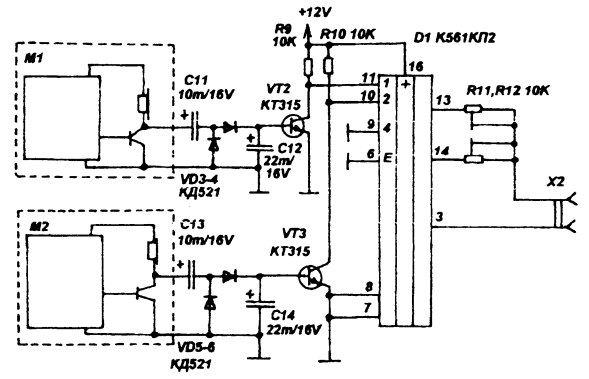 +12V
R9
10K
R10 10K
D1 К561КП2
M1
C11
10m/16V
VT2
КТ315
C12
22m/
16V
VD3-4
КД521
16
11
1
+
10
2
9
4
6
E
13
14
3
8
7
R11,R12 10K
X2
M2
C13
10m/16V
VT3
КТ315
C14
22m/16V
VD5-6
КД521
+
+
+
+